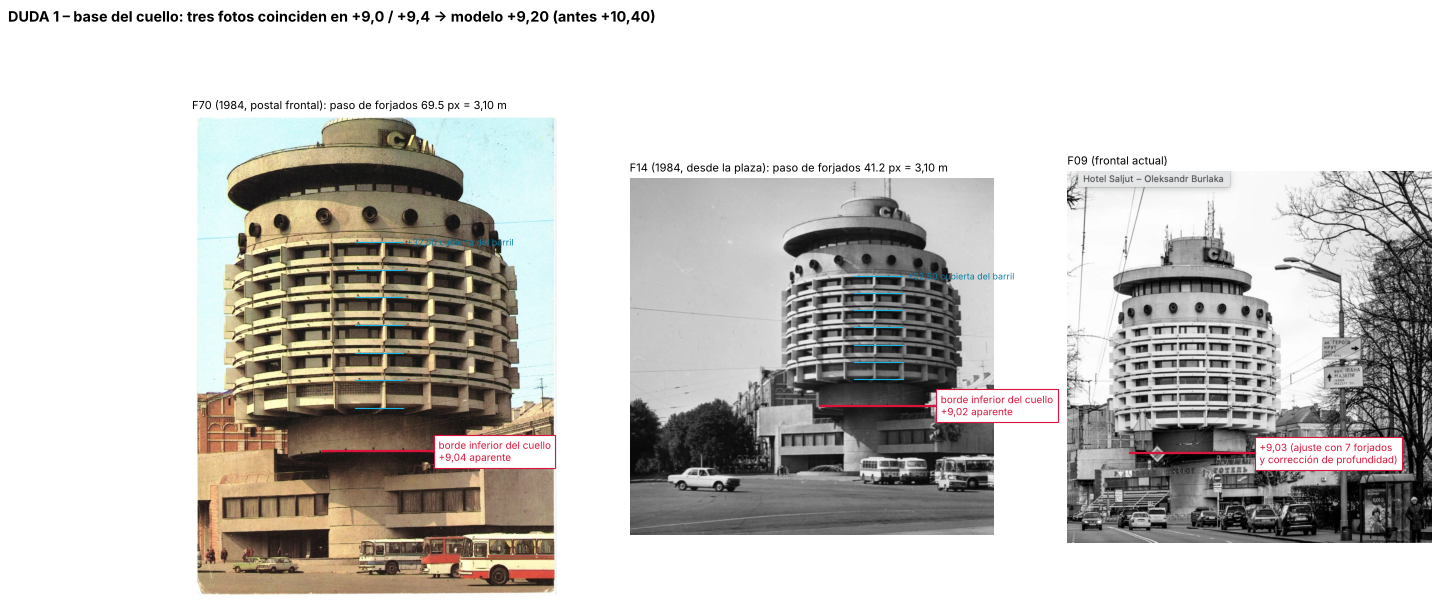 DUDA 1 – base del cuello: tres fotos coinciden en +9,0 / +9,4 → modelo +9,20 (antes +10,40)
F70 (1984, postal frontal): paso de forjados 69.5 px = 3,10 m
borde inferior del cuello
+9,04 aparente
F14 (1984, desde la plaza): paso de forjados 41.2 px = 3,10 m
cubierta del barril
borde inferior del cuello
+9,02 aparente
F09 (frontal actual)
Hotel Saljut – Oleksandr Burlaka
+9,03 (ajuste con 7 forjados
y corrección de profundidad)